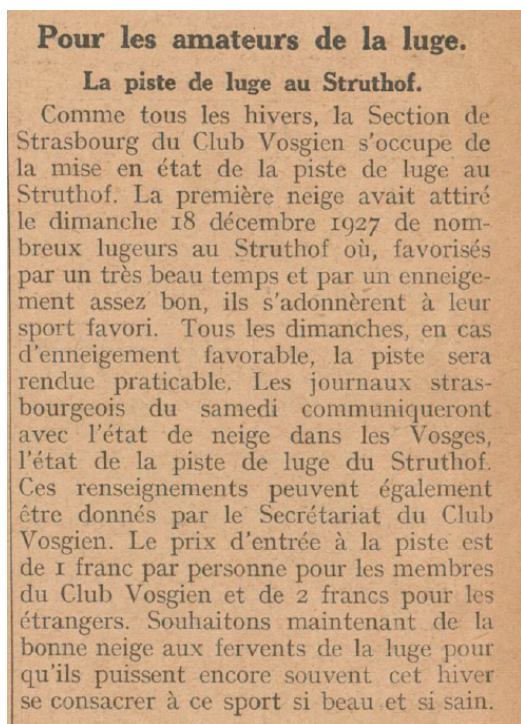 Pour les amateurs de la luge.
La piste de luge au Struthof.
Comme tous les hivers, la Section de
Strasbourg du Club Vosgien s'occupe de
la mise en état de la piste de luge au
Struthof. La première neige avait attiré
le dimanche 18 décembre 1927 de nom-
breux lugeurs au Struthof où, favorisés
par un très beau temps et par un enneige-
ment assez bon, ils s'adonnèrent à leur
sport favori. Tous les dimanches, en cas
d'enneigement favorable, la piste sera
rendue praticable. Les journaux stras-
bourgeois du samedi communiqueront
avec l'état de neige dans les Vosges,
l'état de la piste de luge du Struthof.
Ces renseignements peuvent également
être donnés par le Secrétariat du Club
Vosgien. Le prix d'entrée à la piste est
de 1 franc par personne pour les membres
du Club Vosgien et de 2 francs pour les
étrangers. Souhaitons maintenant de la
bonne neige aux fervents de la luge pour
qu'ils puissent encore souvent cet hiver
se consacrer à ce sport si beau et si sain.